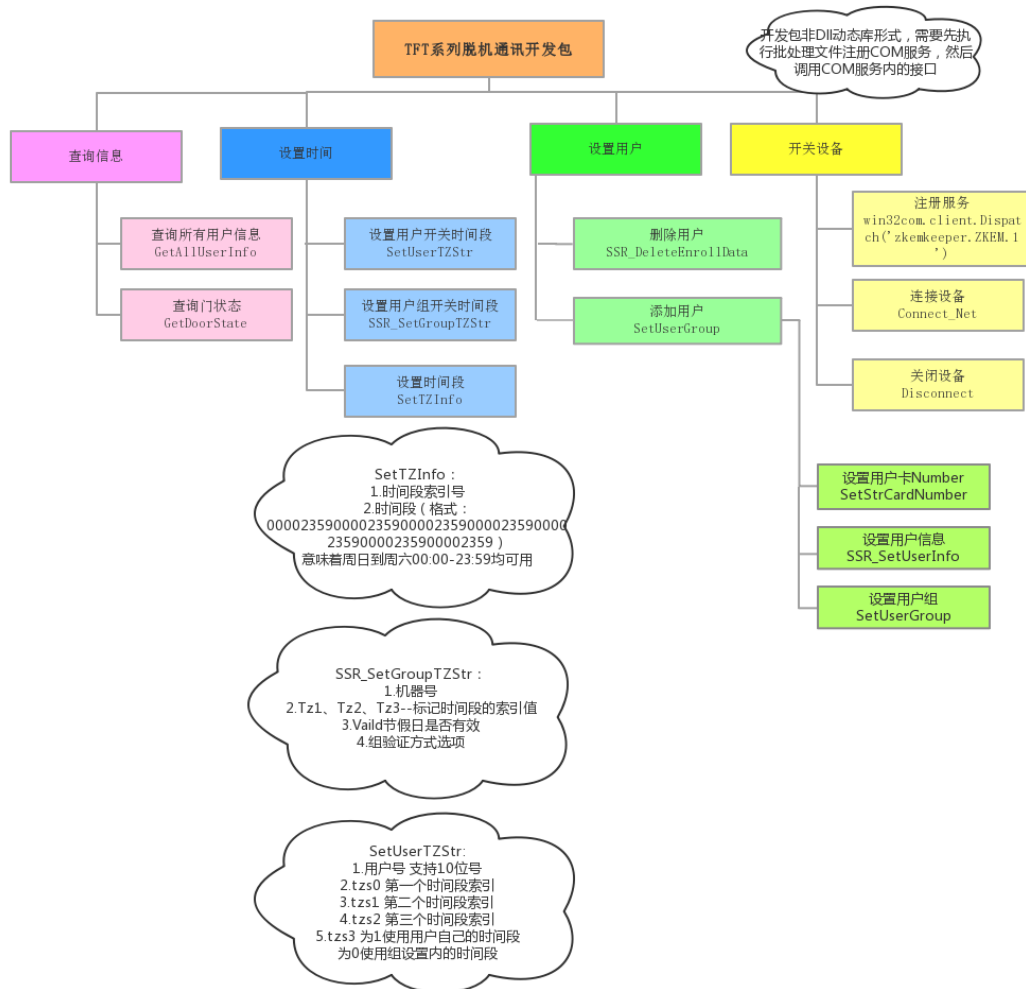 TFT系列脱机通讯开发包
开发包非Dll动态库形式，需要先执
行批处理文件注册COM服务，然后
调用COM服务内的接口
查询信息
设置时间
设置用户
开关设备
查询所有用户信息
GetAllUserInfo
查询门状态
GetDoorState
设置用户开关时间段
SetUserTZStr
设置用户组开关时间段
SSR_SetGroupTZStr
设置时间段
SetTZInfo
删除用户
SSR_DeleteEnrollData
添加用户
SetUserGroup
注册服务
win32com.client.Dispat
ch('zkemkeeper.ZKEM.1
')
连接设备
Connect_Net
关闭设备
Disconnect
设置用户卡Number
SetStrCardNumber
设置用户信息
SSR_SetUserInfo
设置用户组
SetUserGroup
SetTZInfo：
1.时间段索引号
2.时间段（格式：
000023590000235900002359000023590000
23590000235900002359）
意味着周日到周六00:00-23:59均可用
SSR_SetGroupTZStr：
1.机器号
2.Tz1、Tz2、Tz3--标记时间段的索引值
3.Vaild节假日是否有效
4.组验证方式选项
SetUserTZStr:
1.用户号 支持10位号
2.tzs0 第一个时间段索引
3.tzs1 第二个时间段索引
4.tzs2 第三个时间段索引
5.tzs3 为1使用用户自己的时间段
为0使用组设置内的时间段